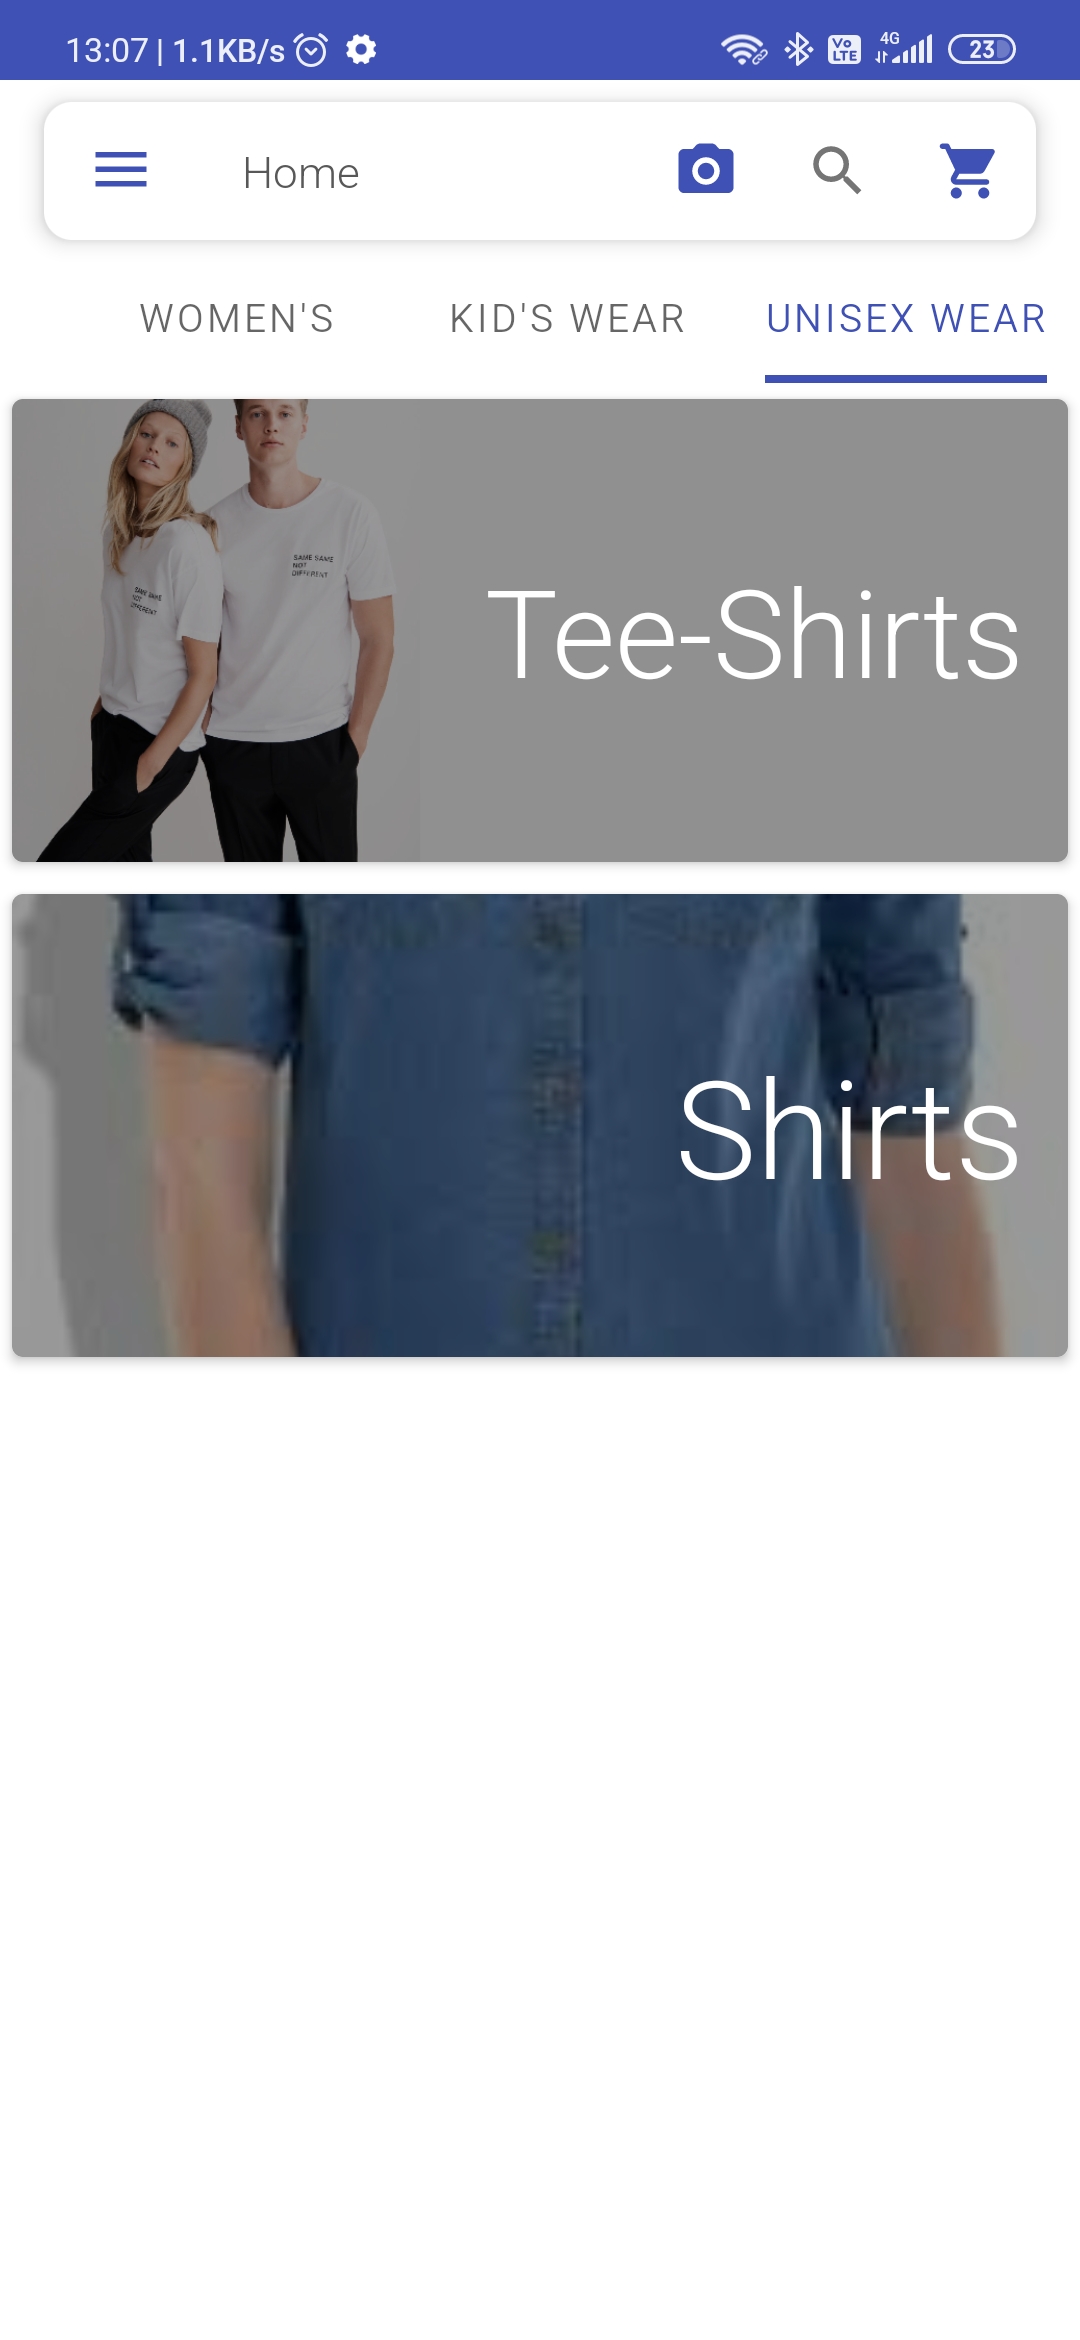 13:07 | 1.1KB/s
Vo
LTE
4G
23
Home
WOMEN'S
KID'S WEAR
UNISEX WEAR
SAME SAME
NOT
DIFFERENT
SAME SAME
NOT
DIFFERENT
Tee-Shirts
Shirts